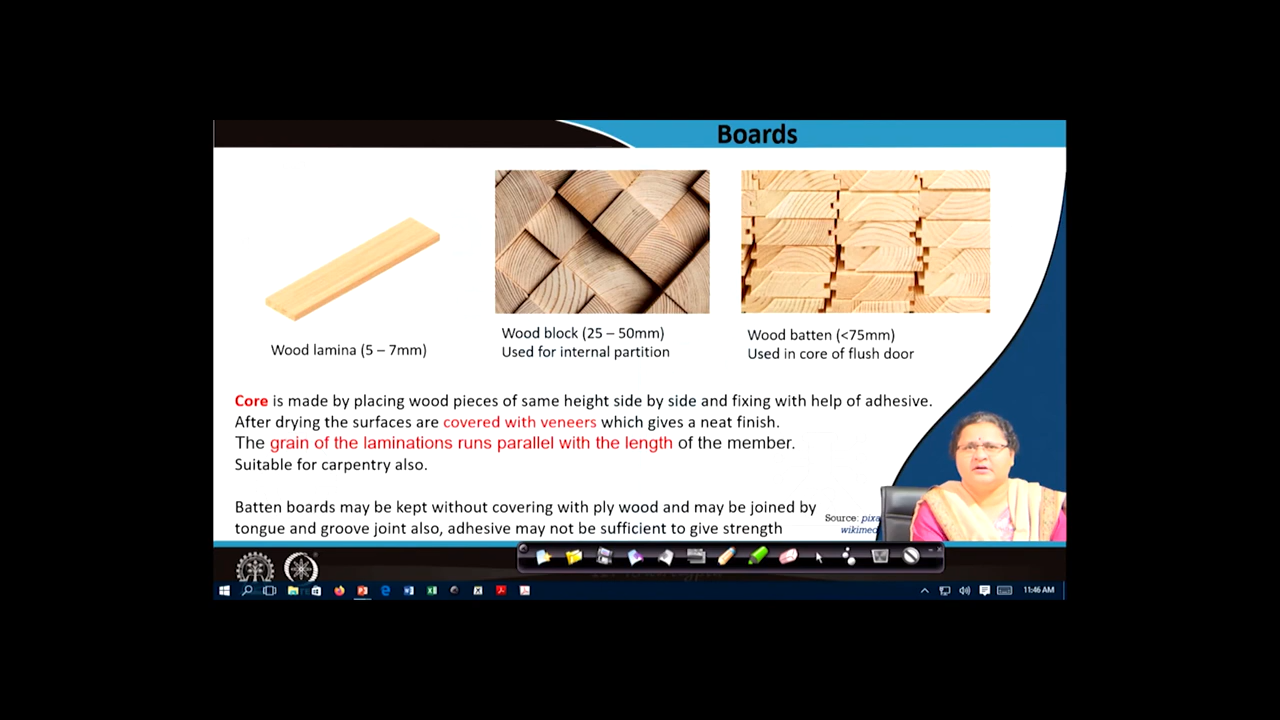 Boards
Wood lamina (5 – 7mm)
Wood block (25 – 50mm)
Used for internal partition
Wood batten (<75mm)
Used in core of flush door
Core is made by placing wood pieces of same height side by side and fixing with help of adhesive.
After drying the surfaces are covered with veneers which gives a neat finish.
The grain of the laminations runs parallel with the length of the member.
Suitable for carpentry also.
Batten boards may be kept without covering with ply wood and may be joined by
tongue and groove joint also, adhesive may not be sufficient to give strength
Source: pixa
wikimed
11:46 AM